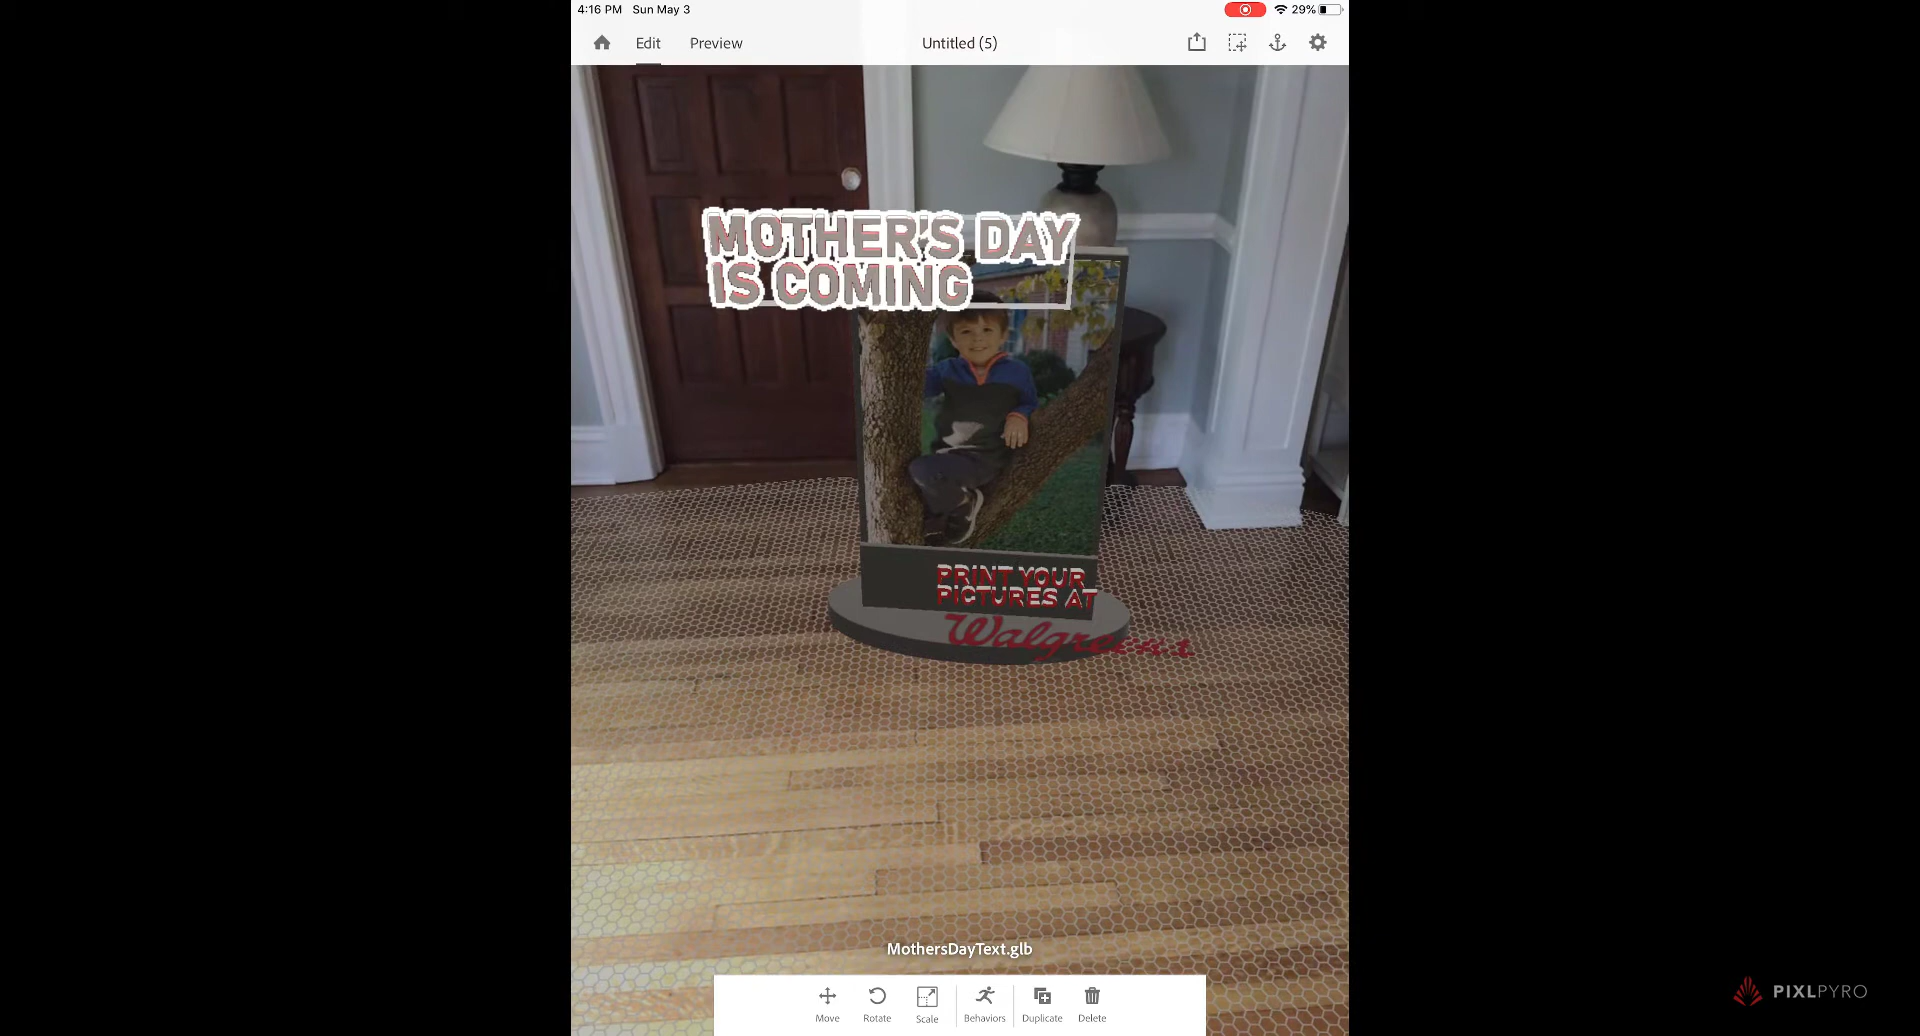 4:16 PM Sun May 3
29%
Edit Preview Untitled (5)
MOTHER'S DAY
IS COMING
PRINT YOUR
PICTURES AT
Walgreens
MothersDayText.glb
Move Rotate Scale Behaviors Duplicate Delete
PIXLPYRO